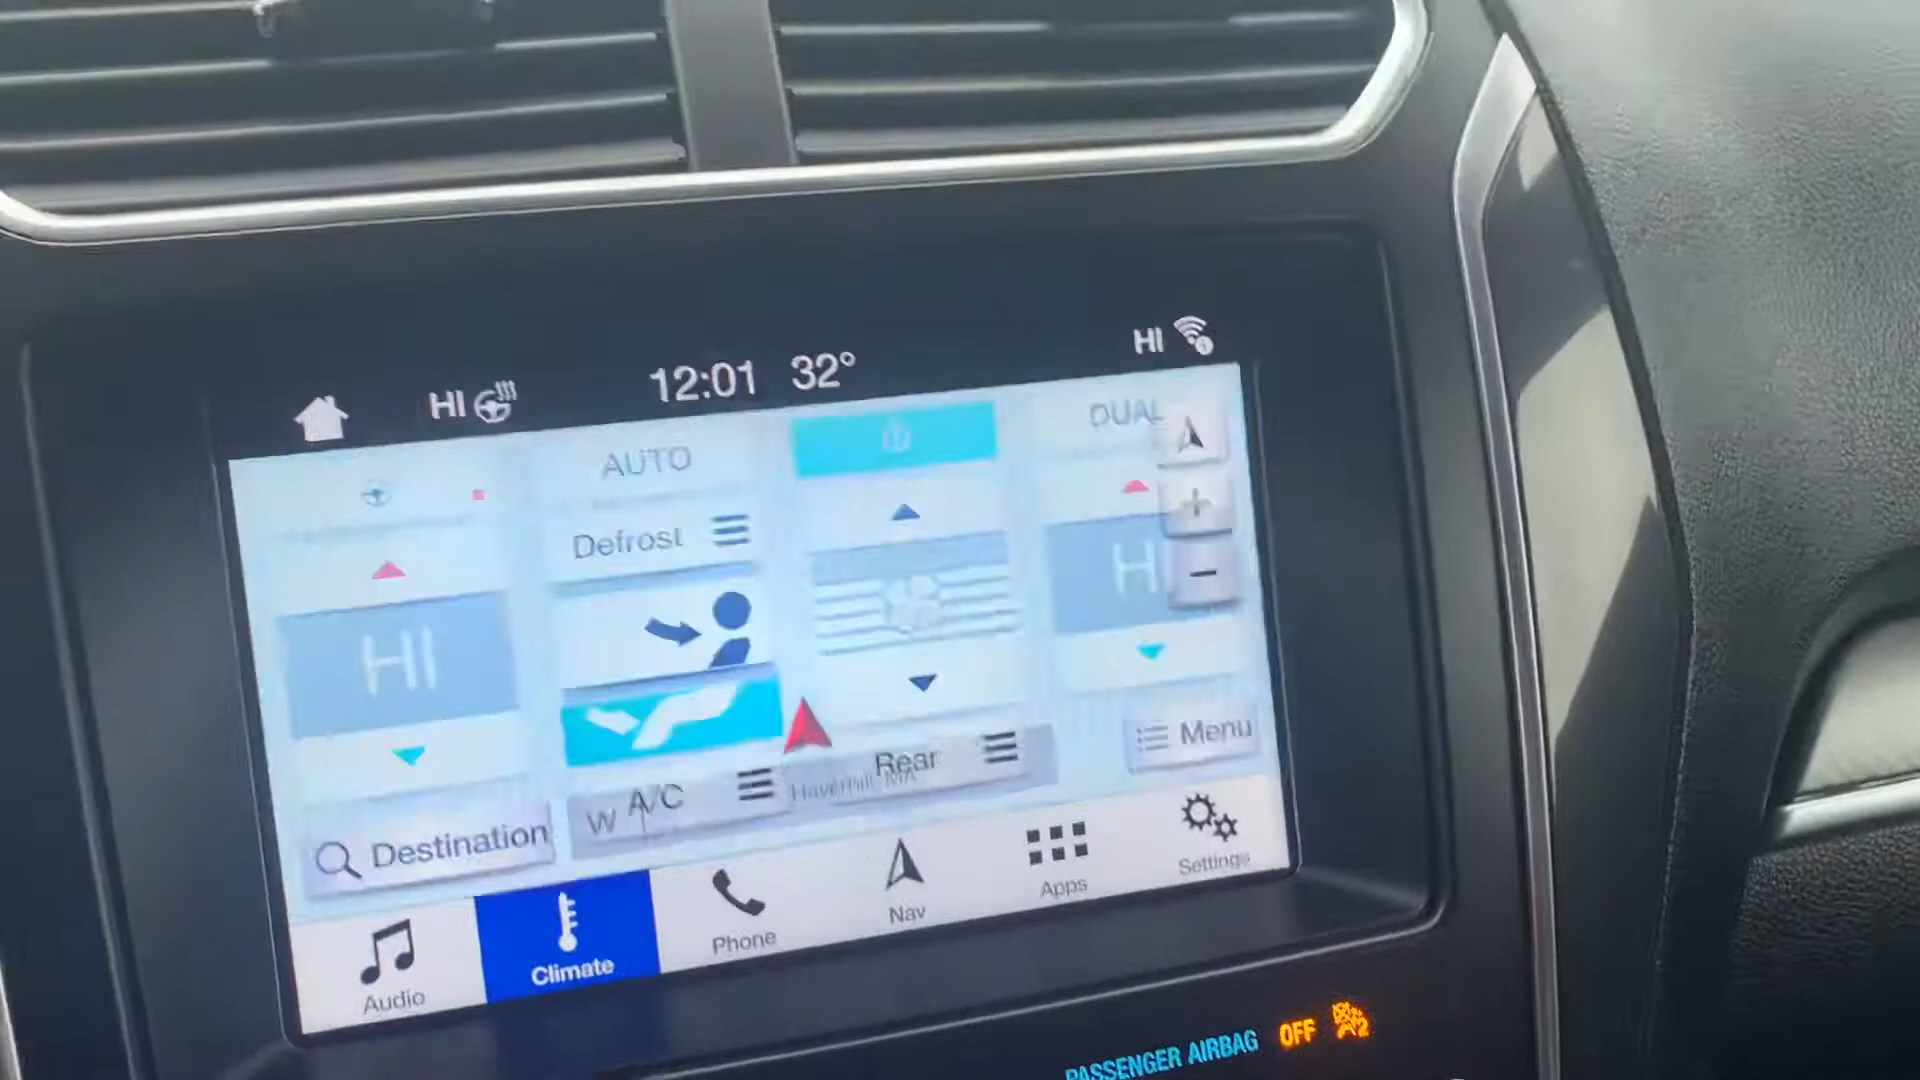 HI 12:01 32° HI
AUTO DUAL
Defrost
HI
Rear Menu
Haverhill, MA
Destination W A/C
Audio Climate Phone Nav Apps Settings
PASSENGER AIRBAG OFF